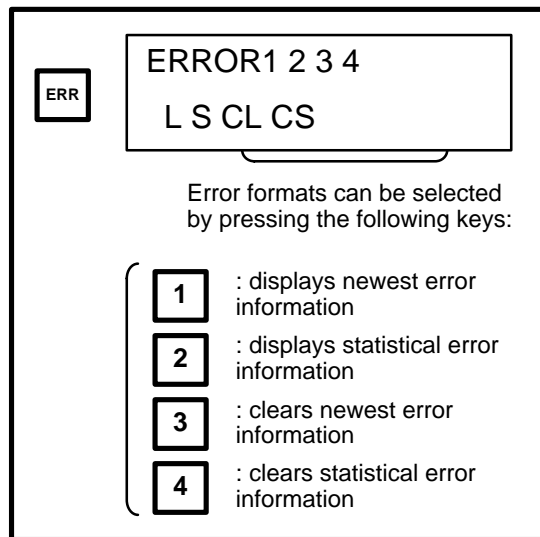 ERR
ERROR1 2 3 4
L S CL CS
Error formats can be selected
by pressing the following keys:
1 : displays newest error
information
2 : displays statistical error
information
3 : clears newest error
information
4 : clears statistical error
information